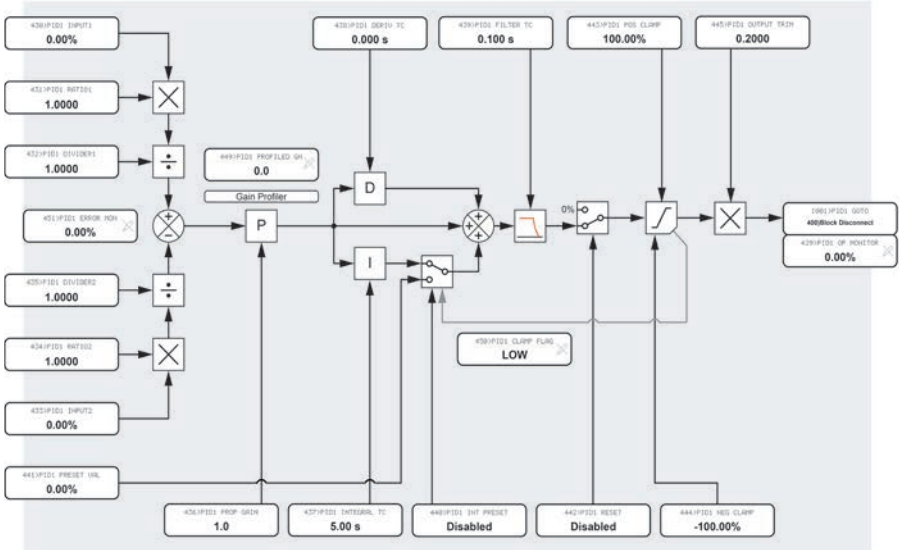 430)PID1 INPUT1
0.00%
438)PID1 DERIV TC
0.000 s
439)PID1 FILTER TC
0.100 s
443)PID1 POS CLAMP
100.00%
445)PID1 OUTPUT TRIM
0.2000
431)PID1 RATIO1
1.0000
432)PID1 DIVIDER1
1.0000
449)PID1 PROFILED GN
0.0
Gain Profiler
451)PID1 ERROR MON
0.00%
P
D
I
0%
1001)PID1 GOTO
400)Block Disconnect
429)PID1 OP MONITOR
0.00%
435)PID1 DIVIDER2
1.0000
434)PID1 RATIO2
1.0000
450)PID1 CLAMP FLAG
LOW
433)PID1 INPUT2
0.00%
441)PID1 PRESET VAL
0.00%
436)PID1 PROP GAIN
1.0
437)PID1 INTEGRAL TC
5.00 s
440)PID1 INT PRESET
Disabled
442)PID1 RESET
Disabled
444)PID1 NEG CLAMP
-100.00%